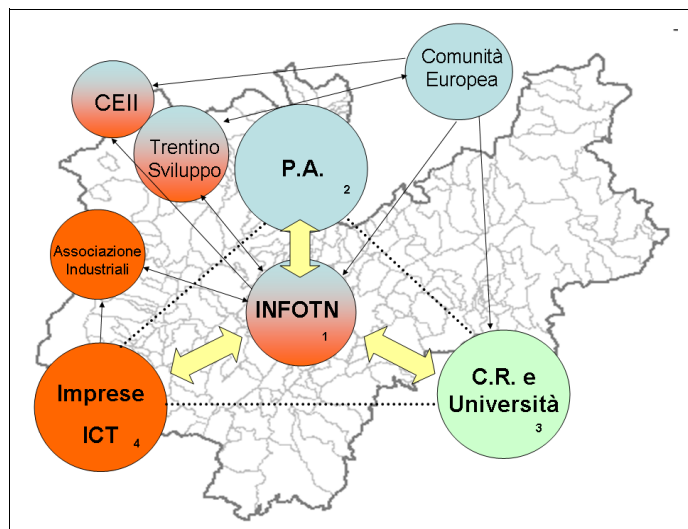 Comunità
Europea
CEII
Trentino
Sviluppo
P.A.
2
Associazione
Industriali
INFOTN
1
Imprese
ICT 4
C.R. e
Università
3